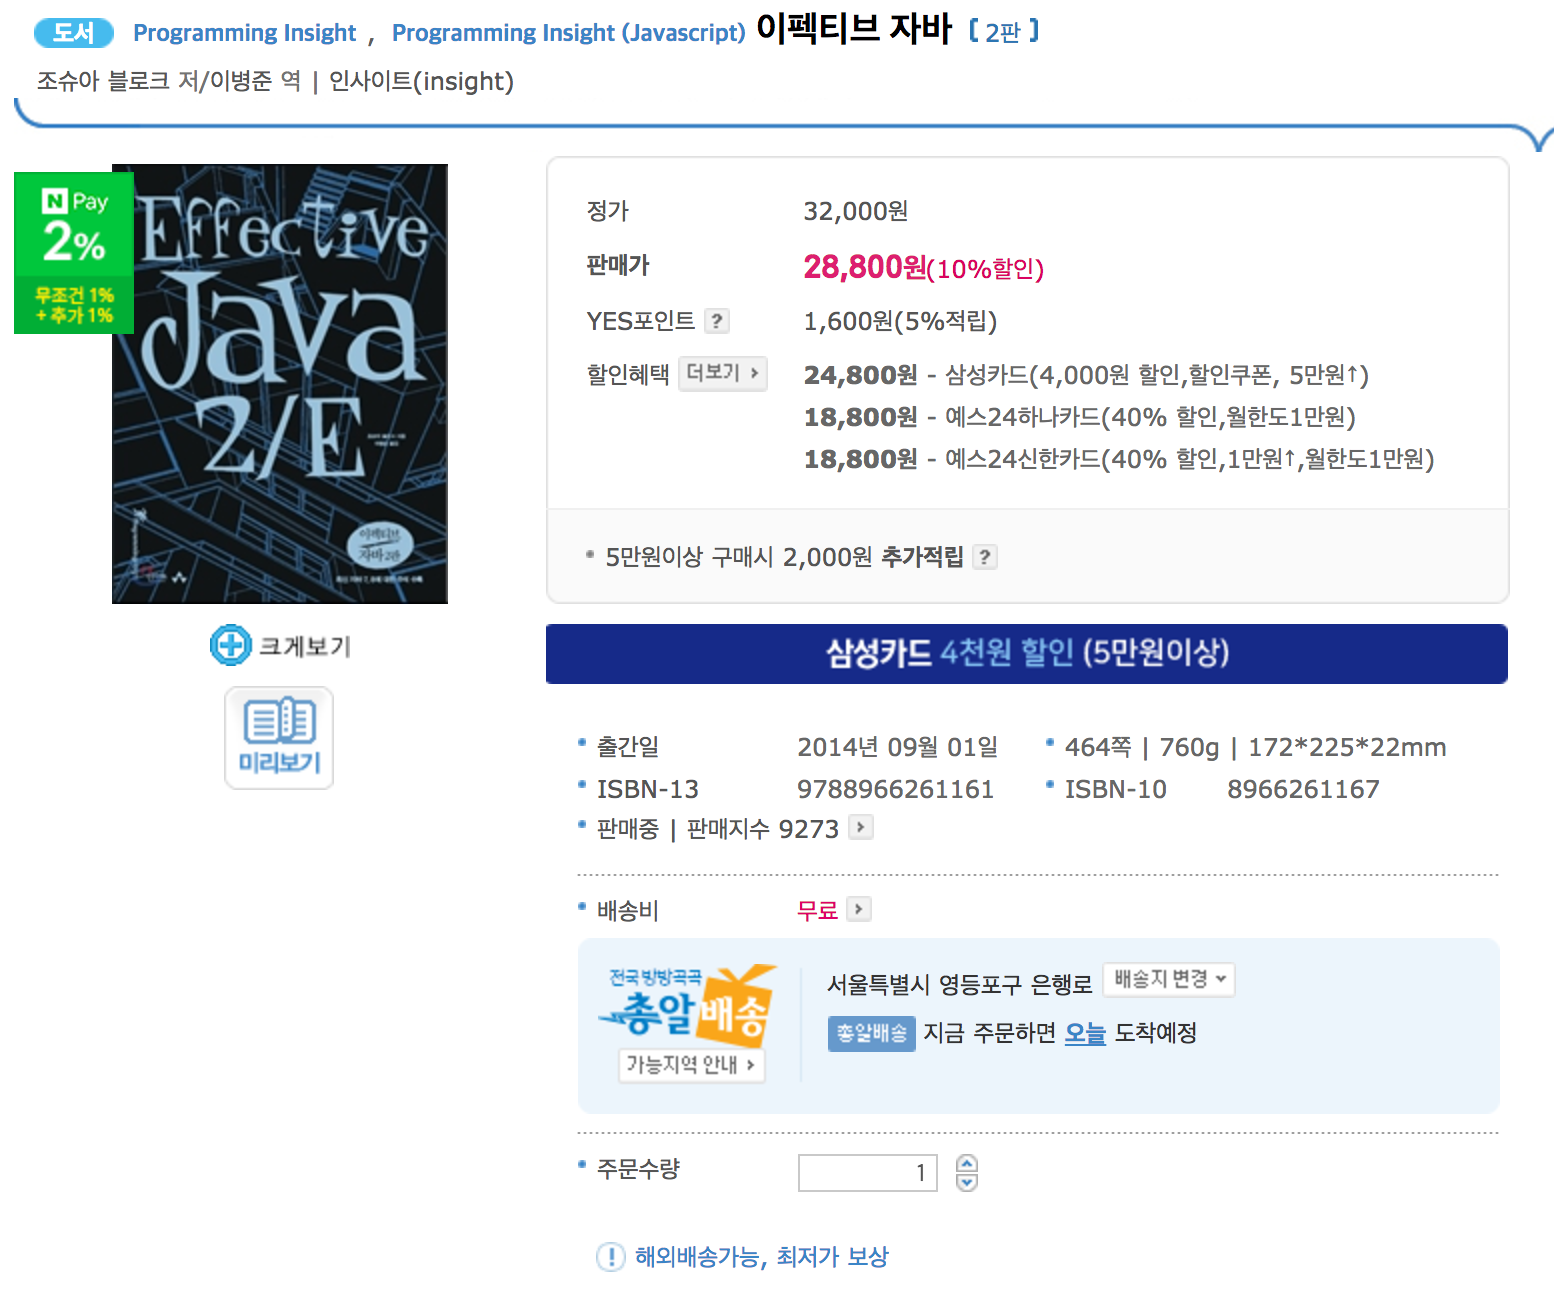 도서 Programming Insight , Programming Insight (Javascript) 이펙티브 자바 [ 2판 ]
조슈아 블로크 저/이병준 역 | 인사이트(insight)
N Pay
2%
무조건 1%
+ 추가 1%
Effective
Java
2/E
이펙티브
자바 2판
크게보기
미리보기
정가 32,000원
판매가 28,800원(10%할인)
YES포인트 ? 1,600원(5%적립)
할인혜택 더보기 > 24,800원 - 삼성카드(4,000원 할인,할인쿠폰, 5만원↑)
18,800원 - 예스24하나카드(40% 할인,월한도1만원)
18,800원 - 예스24신한카드(40% 할인,1만원↑,월한도1만원)
5만원이상 구매시 2,000원 추가적립 ?
삼성카드 4천원 할인 (5만원이상)
출간일 2014년 09월 01일 464쪽 | 760g | 172*225*22mm
ISBN-13 9788966261161 ISBN-10 8966261167
판매중 | 판매지수 9273 >
배송비 무료 >
전국 방방곡곡
총알배송
가능지역 안내 >
서울특별시 영등포구 은행로 배송지 변경
총알배송 지금 주문하면 오늘 도착예정
주문수량 1
해외배송가능, 최저가 보상